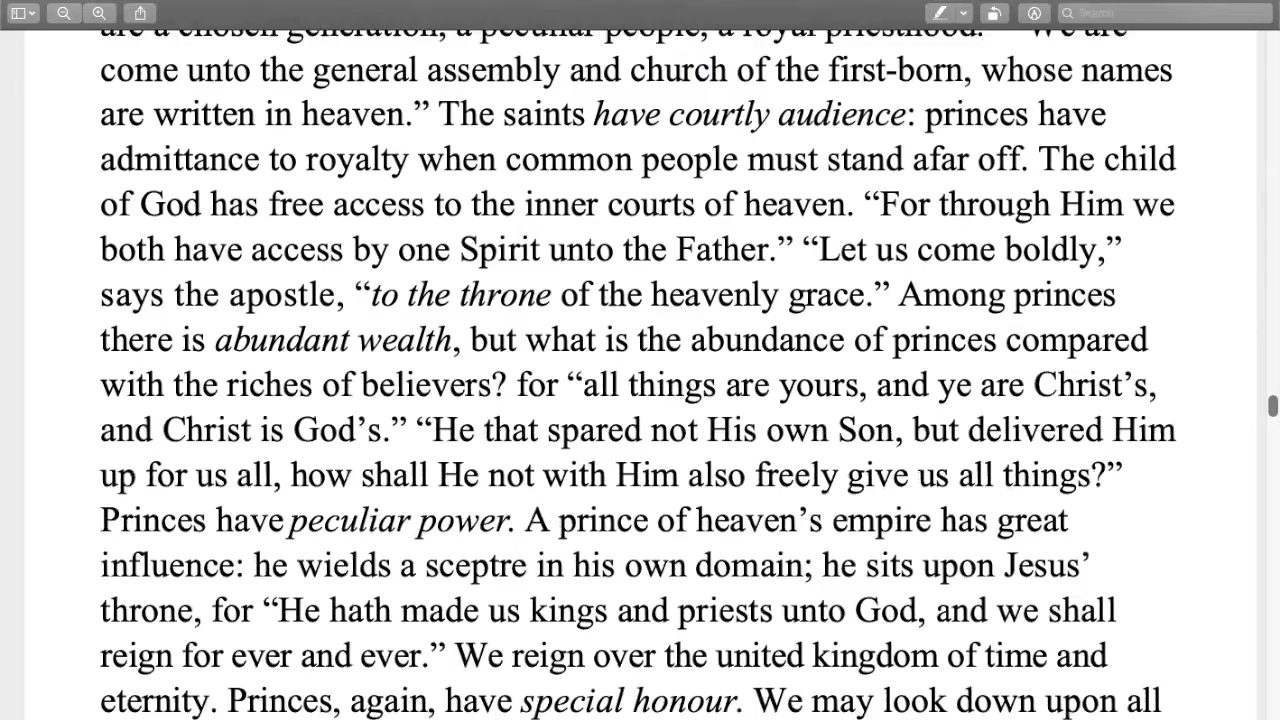 Search
are a chosen generation, a peculiar people, a royal priesthood.” “We are
come unto the general assembly and church of the first-born, whose names
are written in heaven.” The saints have courtly audience: princes have
admittance to royalty when common people must stand afar off. The child
of God has free access to the inner courts of heaven. “For through Him we
both have access by one Spirit unto the Father.” “Let us come boldly,”
says the apostle, “to the throne of the heavenly grace.” Among princes
there is abundant wealth, but what is the abundance of princes compared
with the riches of believers? for “all things are yours, and ye are Christ’s,
and Christ is God’s.” “He that spared not His own Son, but delivered Him
up for us all, how shall He not with Him also freely give us all things?”
Princes have peculiar power. A prince of heaven’s empire has great
influence: he wields a sceptre in his own domain; he sits upon Jesus’
throne, for “He hath made us kings and priests unto God, and we shall
reign for ever and ever.” We reign over the united kingdom of time and
eternity. Princes, again, have special honour. We may look down upon all